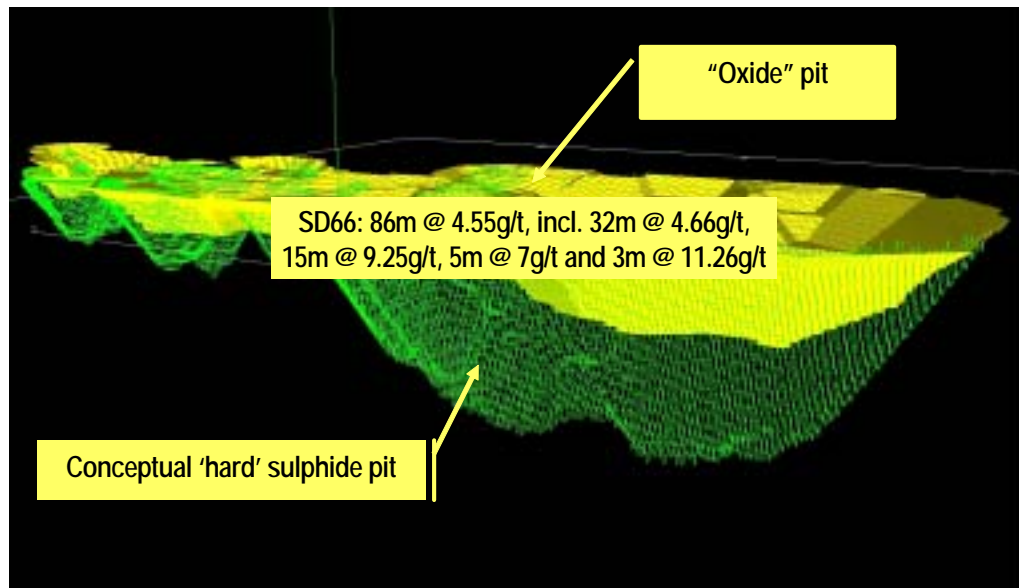 “Oxide” pit
SD66: 86m @ 4.55g/t, incl. 32m @ 4.66g/t,
15m @ 9.25g/t, 5m @ 7g/t and 3m @ 11.26g/t
Conceptual ‘hard’ sulphide pit